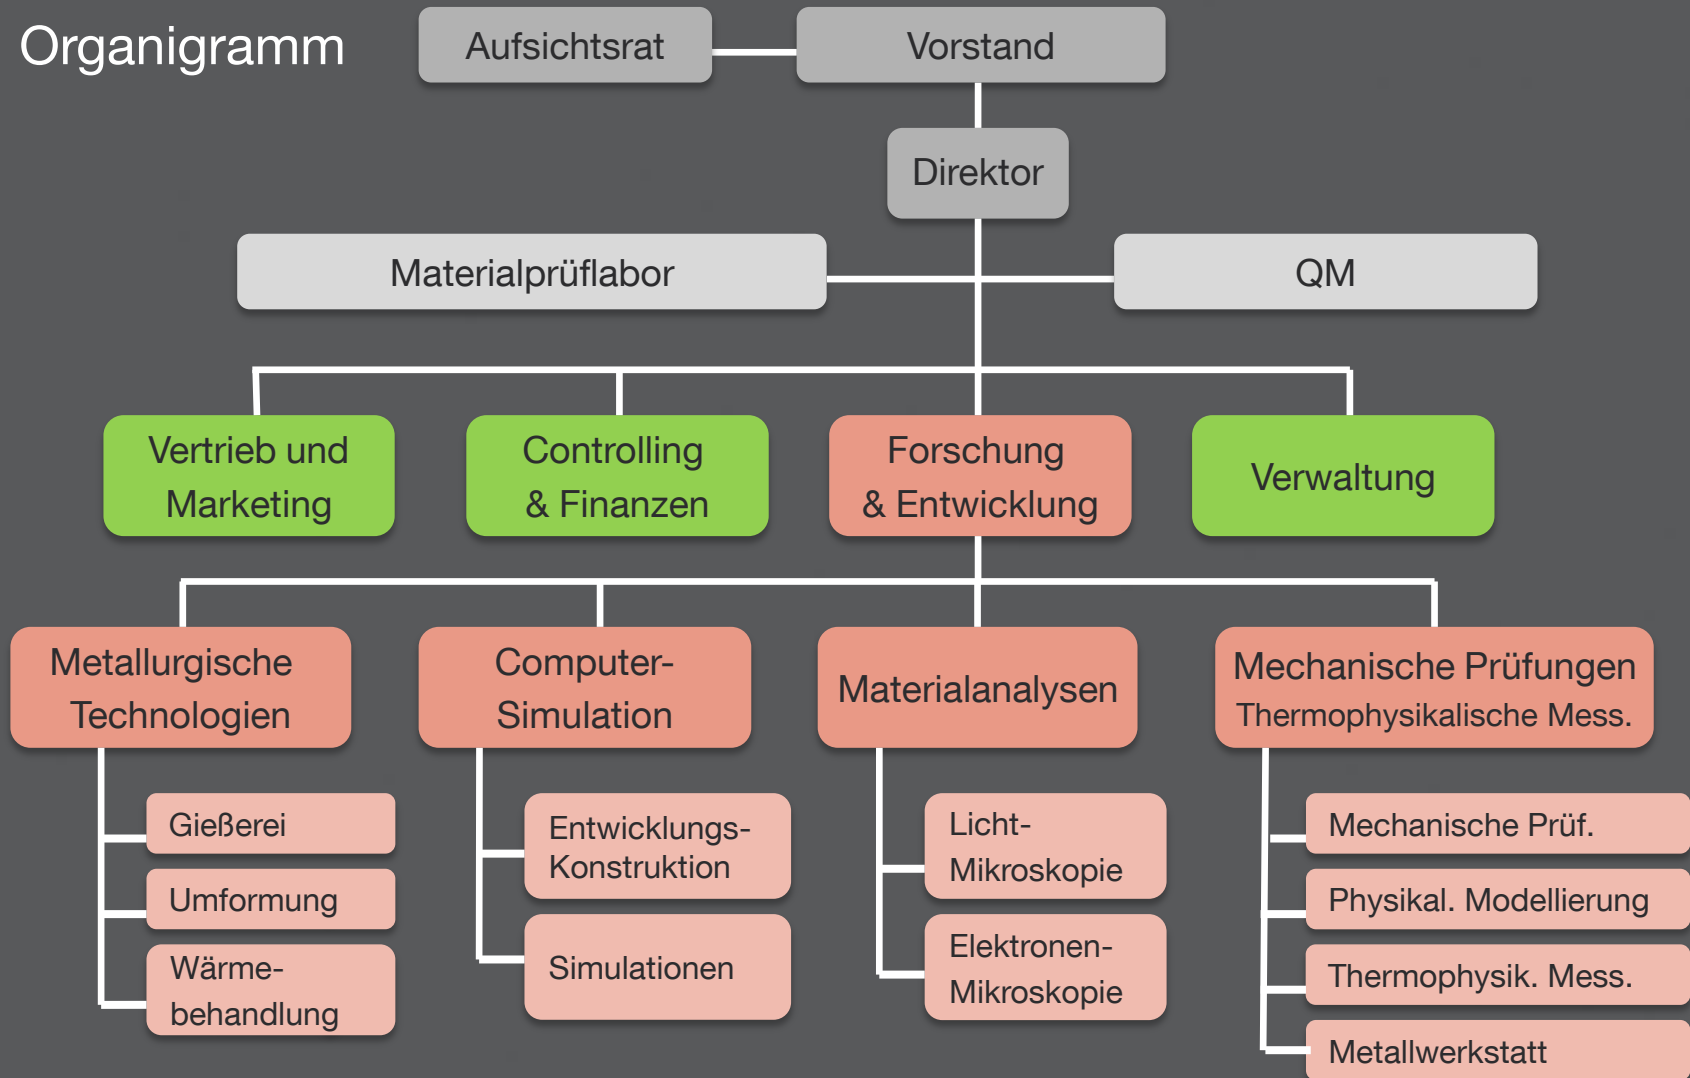 Organigramm
Aufsichtsrat
Vorstand
Direktor
Materialprüflabor
QM
Vertrieb und
Marketing
Controlling
& Finanzen
Forschung
& Entwicklung
Verwaltung
Metallurgische
Technologien
Computer-
Simulation
Materialanalysen
Mechanische Prüfungen
Thermophysikalische Mess.
Gießerei
Umformung
Wärme-
behandlung
Entwicklungs-
Konstruktion
Simulationen
Licht-
Mikroskopie
Elektronen-
Mikroskopie
Mechanische Prüf.
Physikal. Modellierung
Thermophysik. Mess.
Metallwerkstatt